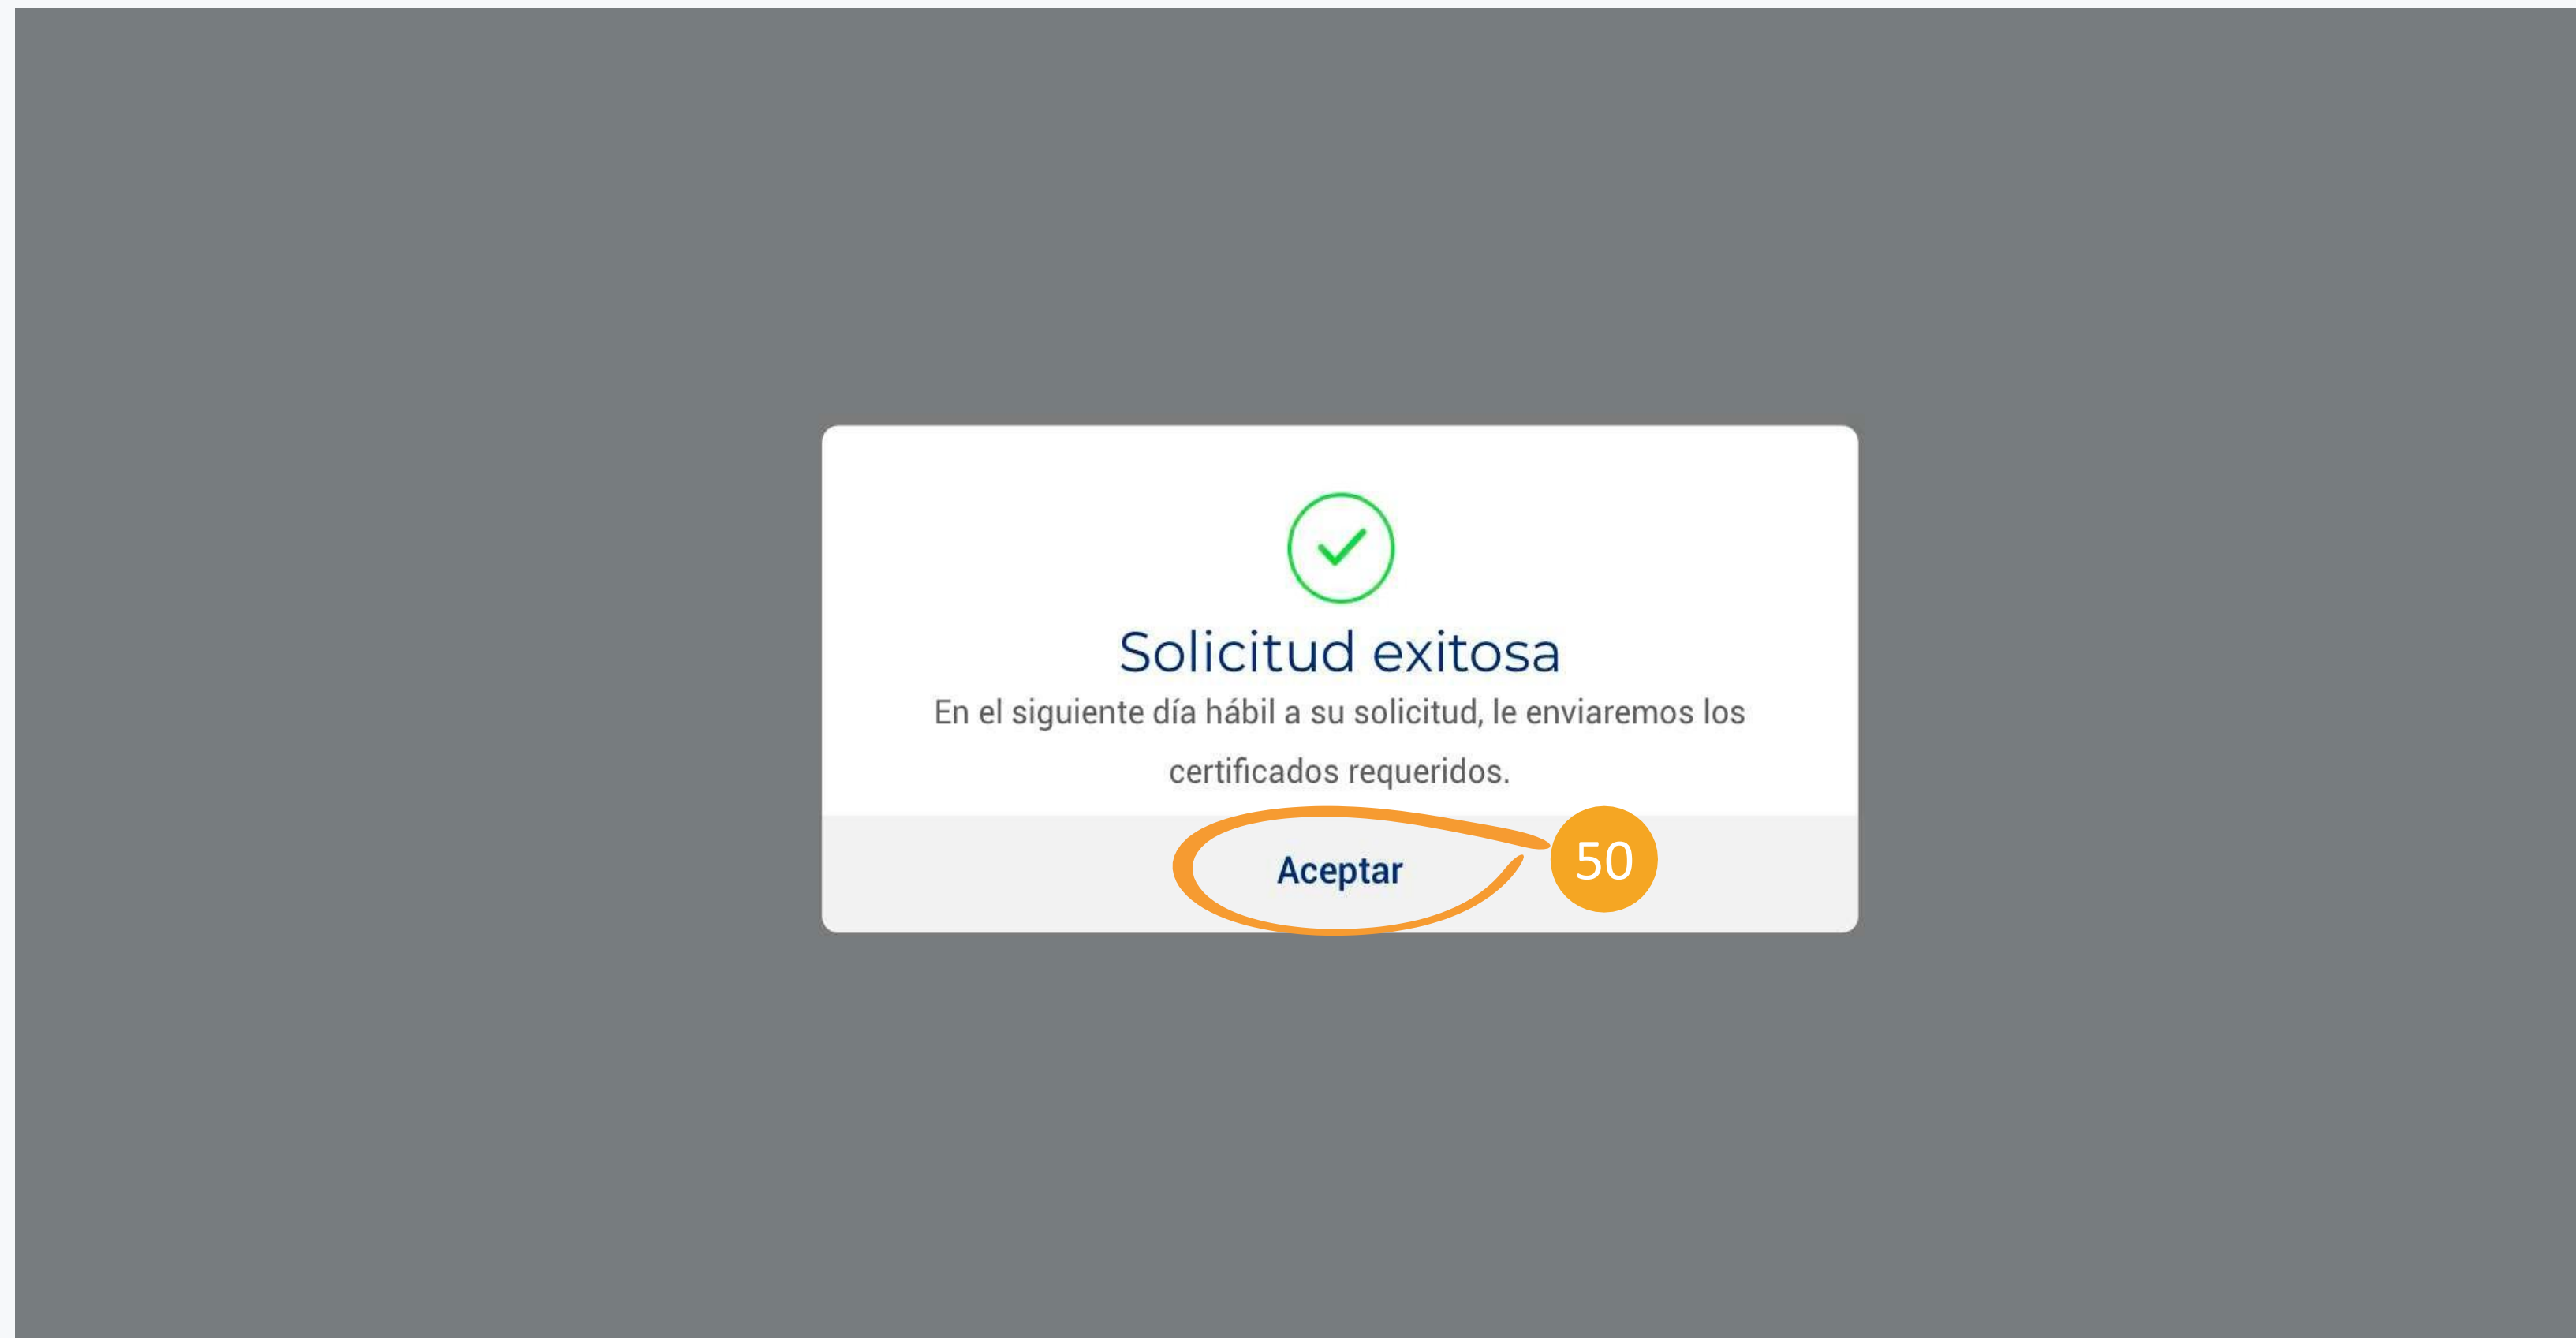 Solicitud exitosa
En el siguiente día hábil a su solicitud, le enviaremos los
certificados requeridos.
Aceptar
50